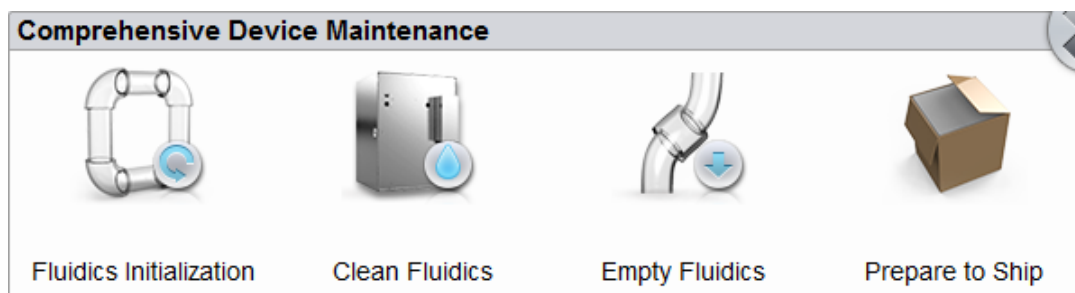 Comprehensive Device Maintenance
Fluidics Initialization
Clean Fluidics
Empty Fluidics
Prepare to Ship